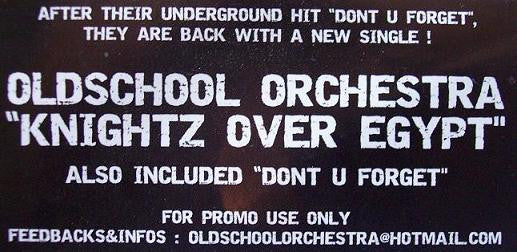 AFTER THEIR UNDERGROUND HIT "DONT U FORGET",
THEY ARE BACK WITH A NEW SINGLE !
OLDSCHOOL ORCHESTRA
"KNIGHTZ OVER EGYPT"
ALSO INCLUDED "DONT U FORGET"
FOR PROMO USE ONLY
FEEDBACKS&INFOS : OLDSCHOOLORCHESTRA@HOTMAIL.COM